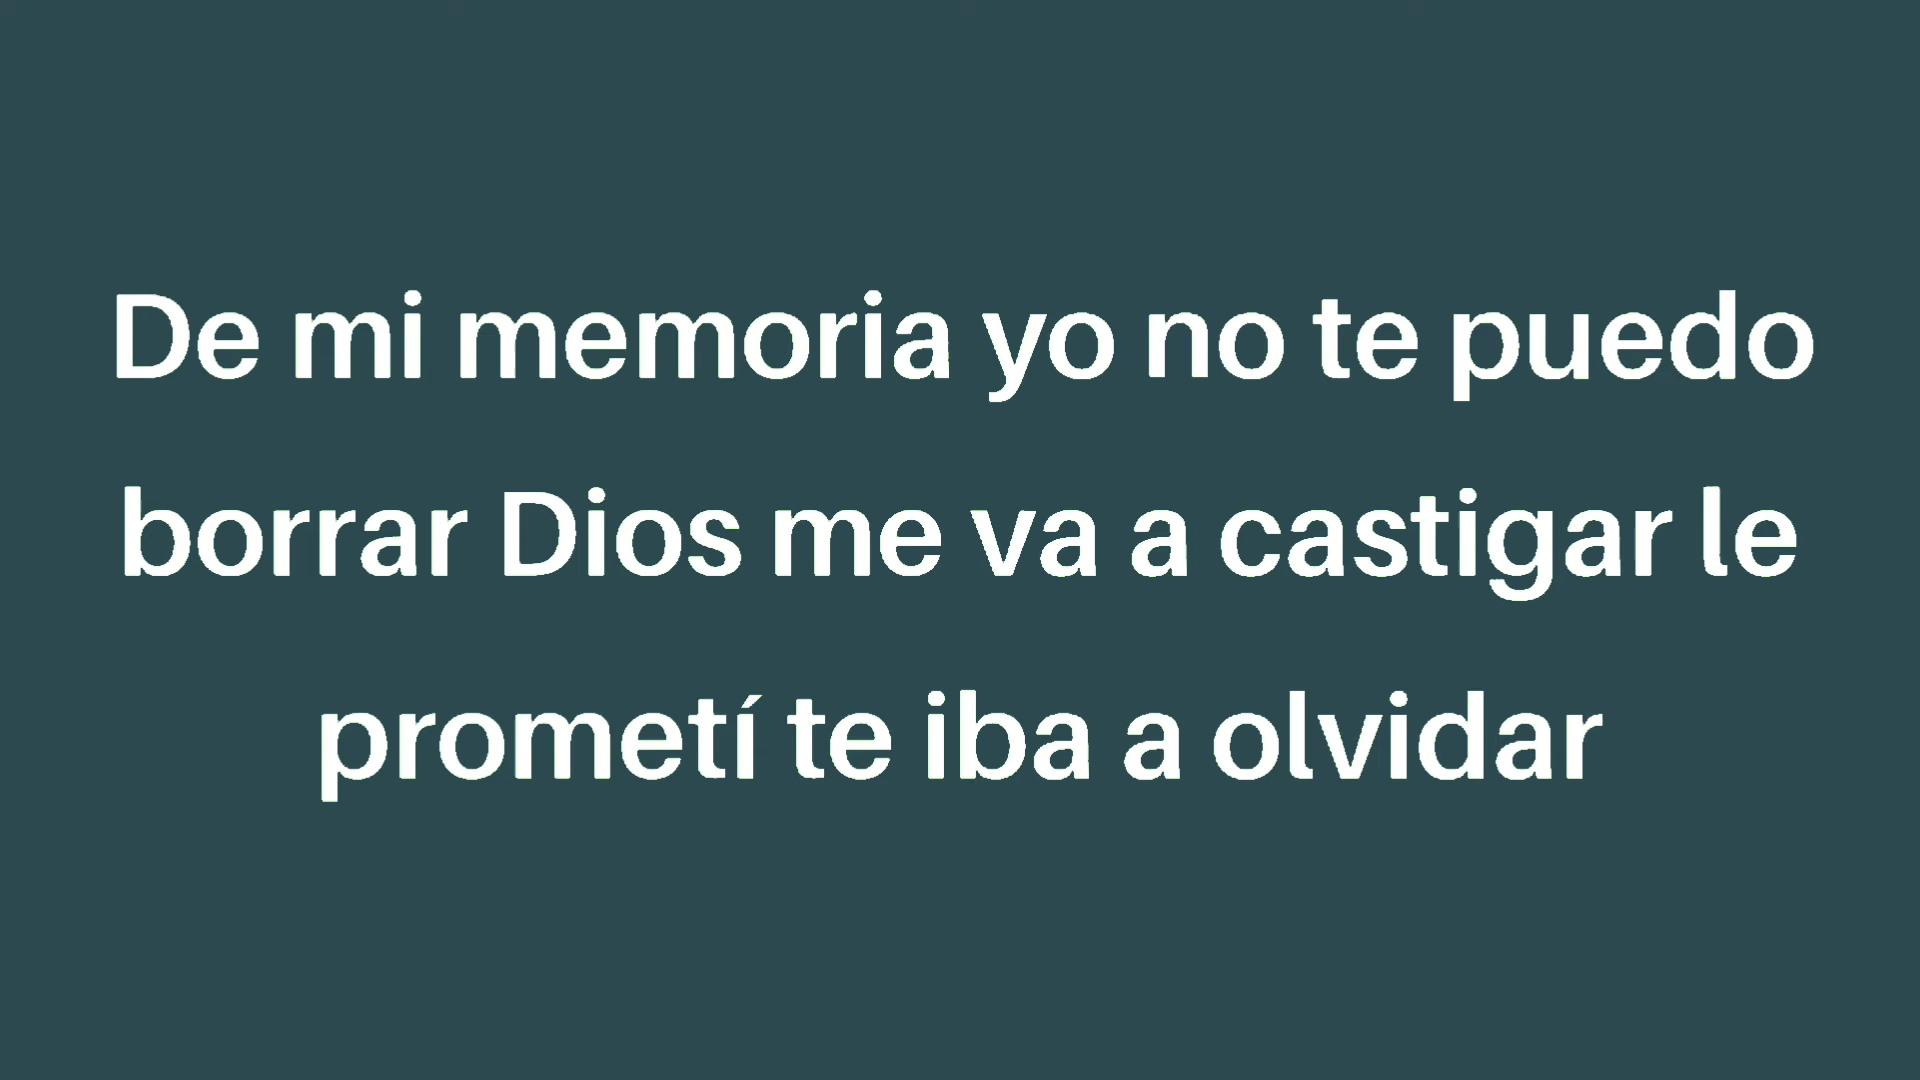 De mi memoria yo no te puedo
borrar Dios me va a castigar le
prometí te iba a olvidar